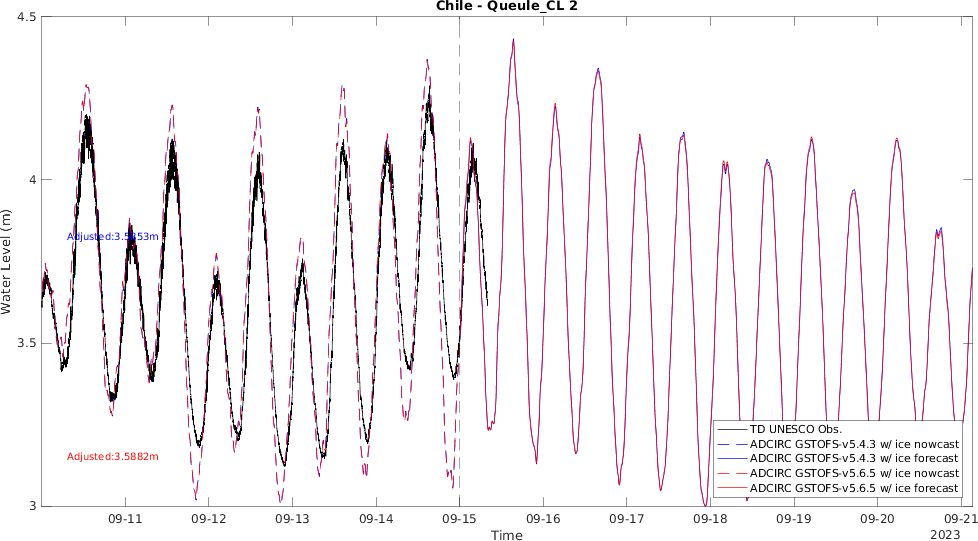 Chile - Queule_CL 2
4.5
4
3.5
3
Water Level (m)
Adjusted:3.5882m
TD UNESCO Obs.
ADCIRC GSTOFS-v5.4.3 w/ ice nowcast
ADCIRC GSTOFS-v5.4.3 w/ ice forecast
ADCIRC GSTOFS-v5.6.5 w/ ice nowcast
ADCIRC GSTOFS-v5.6.5 w/ ice forecast
09-11 09-12 09-13 09-14 09-15 09-16 09-17 09-18 09-19 09-20 09-21
Time
2023